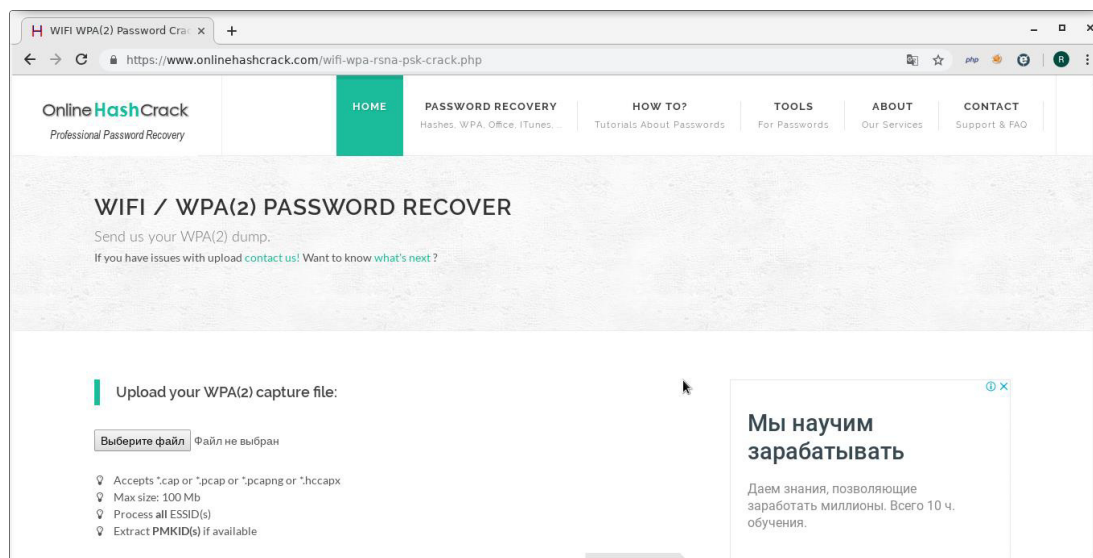 WIFI WPA(2) Password Cra
https://www.onlinehashcrack.com/wifi-wpa-rsna-psk-crack.php
php
e
R
OnlineHashCrack
Professional Password Recovery
HOME
PASSWORD RECOVERY
Hashes, WPA, Office, iTunes, ...
HOW TO?
Tutorials About Passwords
TOOLS
For Passwords
ABOUT
Our Services
CONTACT
Support & FAQ
WIFI / WPA(2) PASSWORD RECOVER
Send us your WPA(2) dump.
If you have issues with upload contact us! Want to know what's next ?
Upload your WPA(2) capture file:
Выберите файл Файл не выбран
Accepts *.cap or *.pcap or *.pcapng or *.hccapx
Max size: 100 Mb
Process all ESSID(s)
Extract PMKID(s) if available
Мы научим
зарабатывать
Даем знания, позволяющие
заработать миллионы. Всего 10 ч.
обучения.